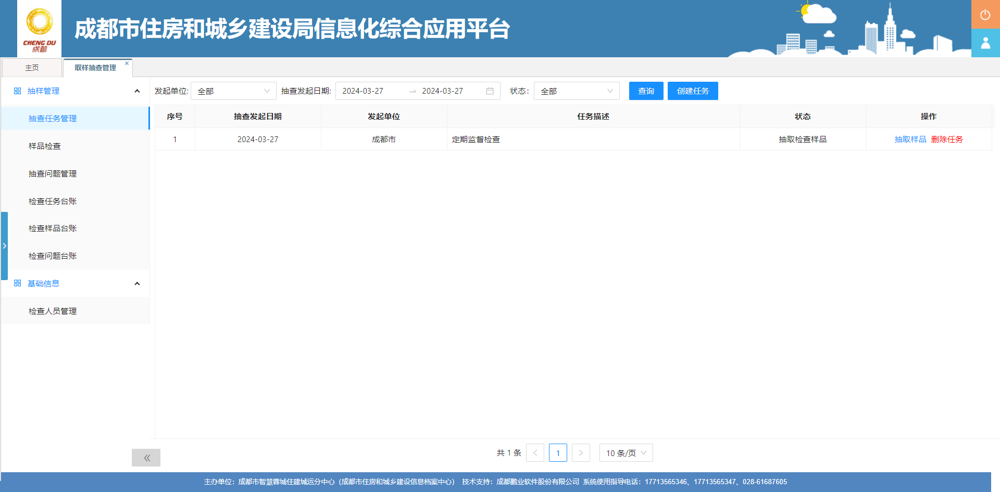 CHENG DU
成都
成都市住房和城乡建设局信息化综合应用平台
主页
取样抽查管理
抽样管理
抽查任务管理
样品检查
抽查问题管理
检查任务台账
检查样品台账
检查问题台账
基础信息
检查人员管理
发起单位: 全部 抽查发起日期: 2024-03-27 → 2024-03-27 状态: 全部 查询 创建任务
序号 抽查发起日期 发起单位 任务描述 状态 操作
1 2024-03-27 成都市 定期监督检查 抽取检查样品 抽取样品 删除任务
共 1 条 < 1 > 10 条/页
主办单位：成都市智慧蓉城住建城运分中心（成都市住房和城乡建设信息档案中心） 技术支持：成都鹏业软件股份有限公司 系统使用指导电话：17713565346、17713565347、028-61687605